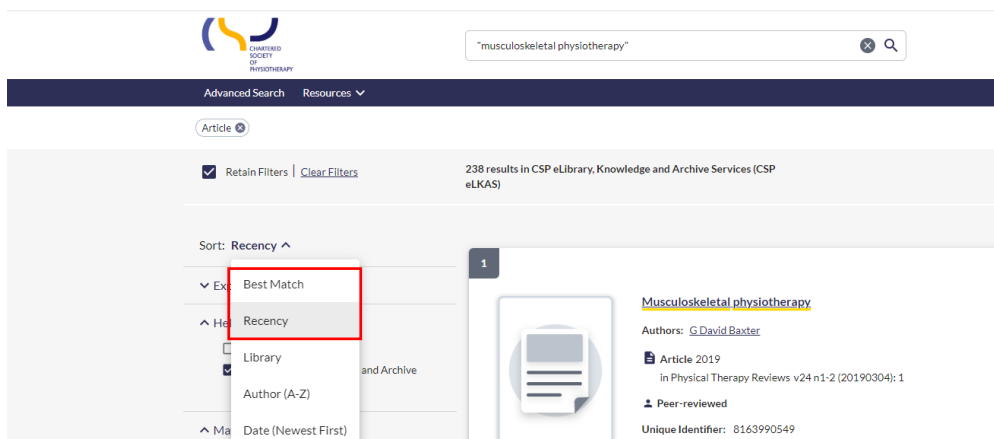 CHARTERED
SOCIETY
OF
PHYSIOTHERAPY
"musculoskeletal physiotherapy"
Advanced Search Resources
Article
Retain Filters | Clear Filters
238 results in CSP eLibrary, Knowledge and Archive Services (CSP
eLKAS)
Sort: Recency
1
Best Match
Musculoskeletal physiotherapy
Recency
Authors: G David Baxter
Library
and Archive
Article 2019
in Physical Therapy Reviews v24 n1-2 (20190304): 1
Author (A-Z)
Peer-reviewed
Date (Newest First)
Unique Identifier: 8163990549